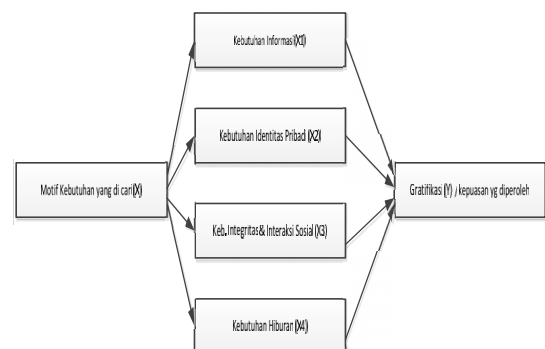 Kebutuhan Informasi(X1)
Kebutuhan Identitas Pribadi (X2)
Motif Kebutuhan yang di cari(X)
Gratifikasi (Y) / kepuasan yg diperoleh
Keb. Integritas & Interaksi Sosial (X3)
Kebutuhan Hiburan(X4)